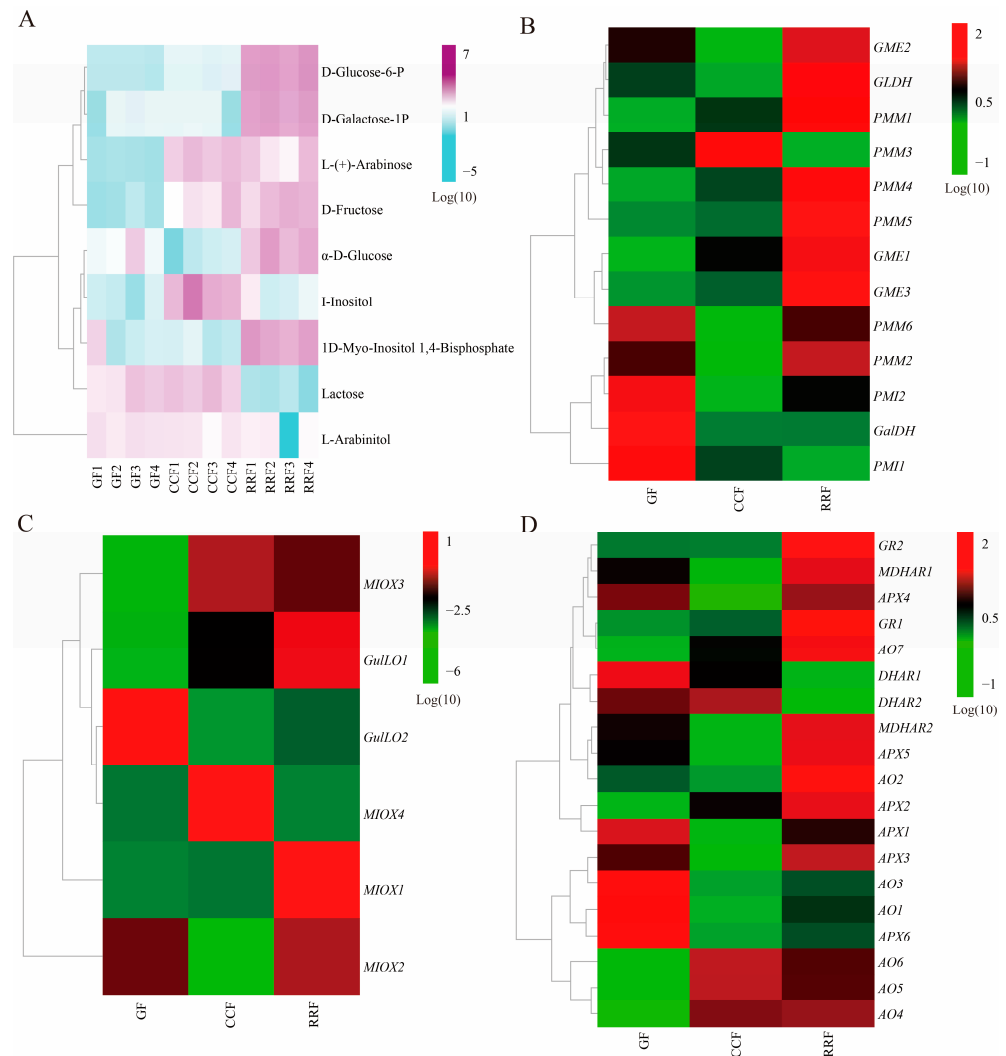 A
D-Glucose-6-P
D-Galactose-1P
L-(+)-Arabinose
D-Fructose
α-D-Glucose
I-Inositol
1D-Myo-Inositol 1,4-Bisphosphate
Lactose
L-Arabinitol
GF1 GF2 GF3 GF4 CCF1 CCF2 CCF3 CCF4 RRF1 RRF2 RRF3 RRF4
7
1
−5
Log(10)
B
GME2
GLDH
PMM1
PMM3
PMM4
PMM5
GME1
GME3
PMM6
PMM2
PMI2
GalDH
PMI1
GF CCF RRF
2
0.5
−1
Log(10)
C
MIOX3
GulLO1
GulLO2
MIOX4
MIOX1
MIOX2
GF CCF RRF
1
−2.5
−6
Log(10)
D
GR2
MDHAR1
APX4
GR1
AO7
DHAR1
DHAR2
MDHAR2
APX5
AO2
APX2
APX1
APX3
AO3
AO1
APX6
AO6
AO5
AO4
GF CCF RRF
2
0.5
−1
Log(10)